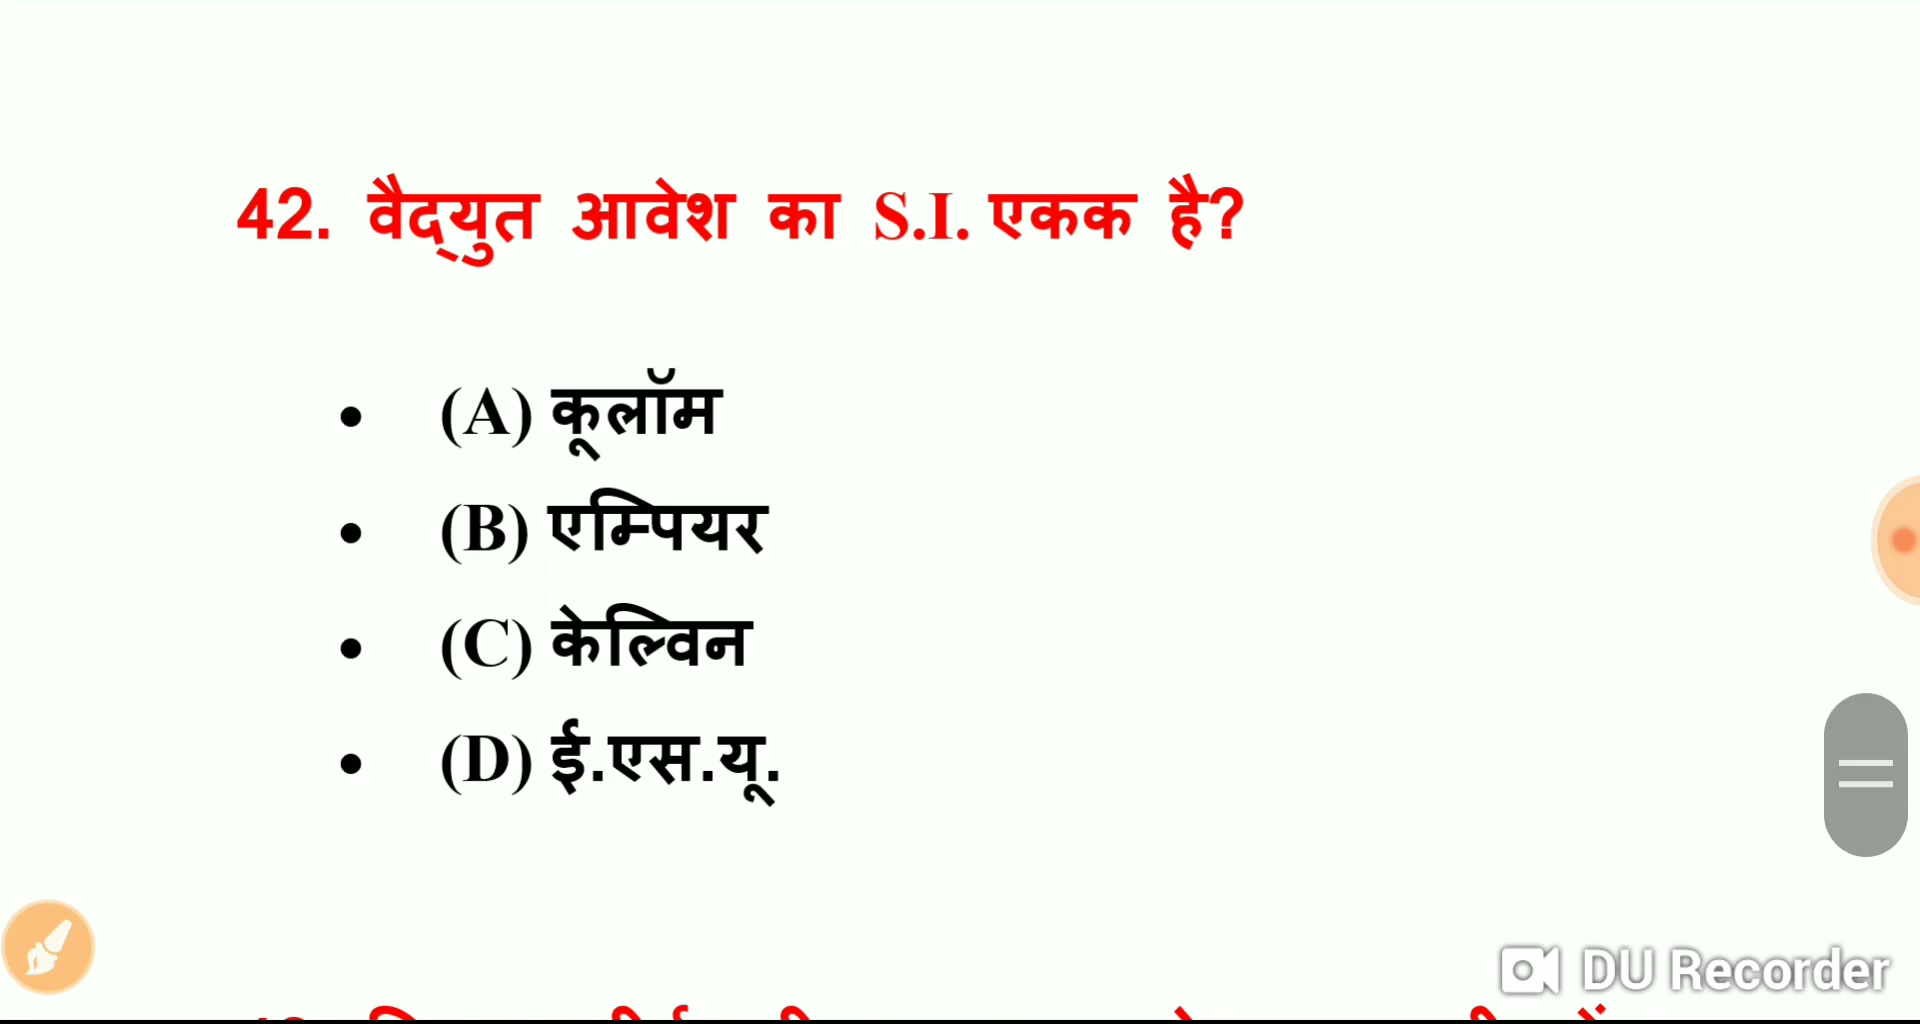 42. वैद्युत आवेश का S.I. एकक है?
• (A) कूलॉम
• (B) एम्पियर
• (C) केल्विन
• (D) ई.एस.यू.
DU Recorder